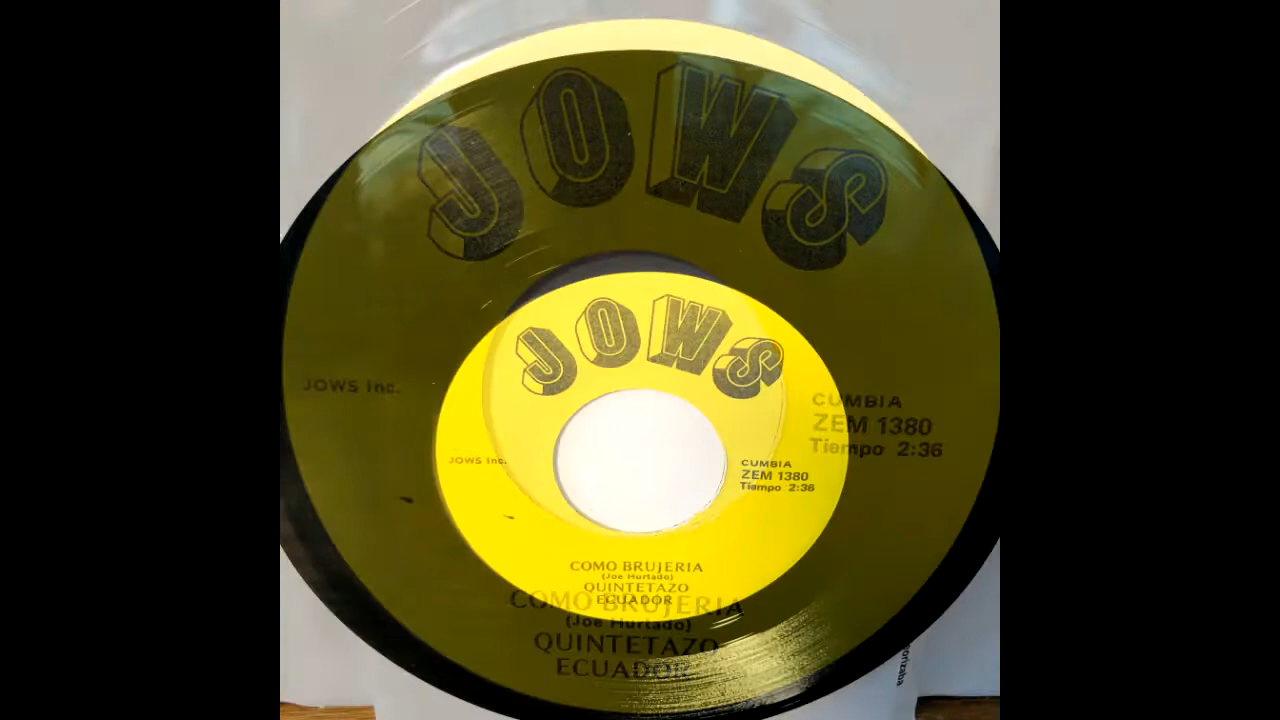 JOWS
JOWS
JOWS Inc.
CUMBIA
ZEM 1380
Tiempo 2:36
JOWS Inc.
CUMBIA
ZEM 1380
Tiempo 2:36
COMO BRUJERIA
(Joe Hurtado)
QUINTETAZO
ECUADOR
COMO BRUJERIA
(Joe Hurtado)
QUINTETAZO
ECUADOR